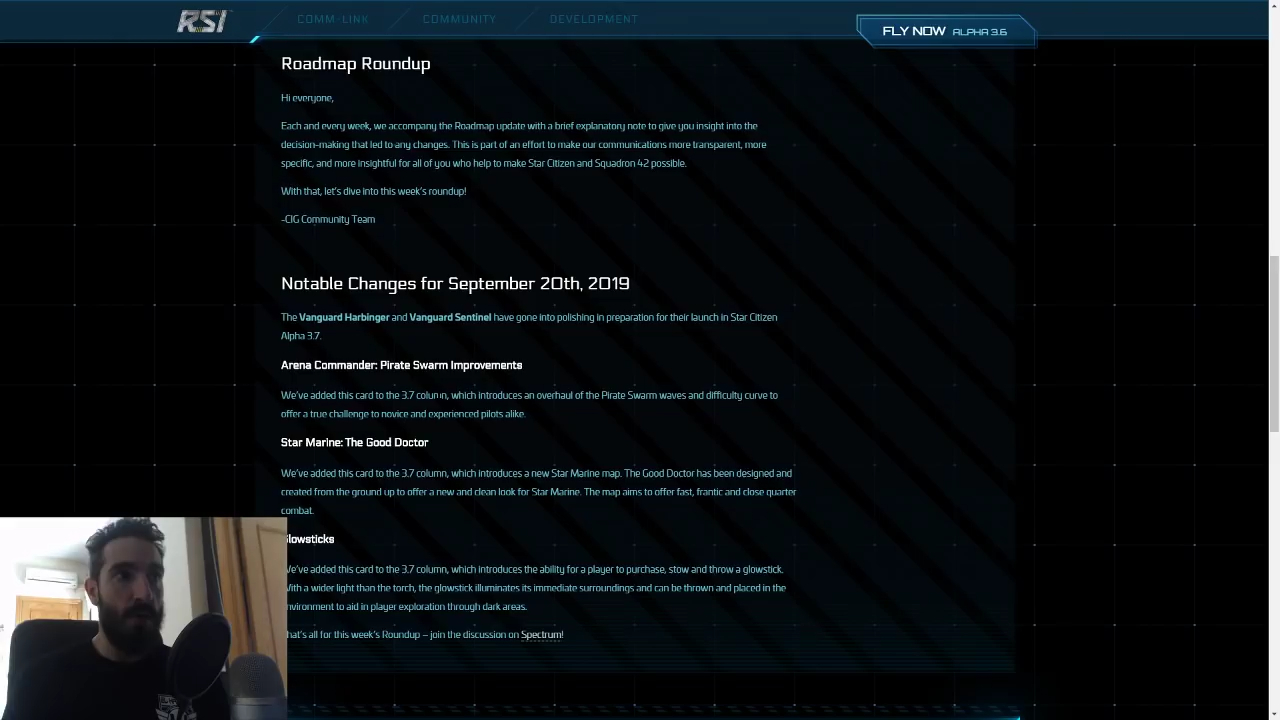 RSI
COMM-LINK
COMMUNITY
DEVELOPMENT
FLY NOW ALPHA 3.6
Roadmap Roundup
Hi everyone,
Each and every week, we accompany the Roadmap update with a brief explanatory note to give you insight into the
decision-making that led to any changes. This is part of an effort to make our communications more transparent, more
specific, and more insightful for all of you who help to make Star Citizen and Squadron 42 possible.
With that, let's dive into this week's roundup!
-CIG Community Team
Notable Changes for September 20th, 2019
The Vanguard Harbinger and Vanguard Sentinel have gone into polishing in preparation for their launch in Star Citizen
Alpha 3.7.
Arena Commander: Pirate Swarm Improvements
We've added this card to the 3.7 column, which introduces an overhaul of the Pirate Swarm waves and difficulty curve to
offer a true challenge to novice and experienced pilots alike.
Star Marine: The Good Doctor
We've added this card to the 3.7 column, which introduces a new Star Marine map. The Good Doctor has been designed and
created from the ground up to offer a new and clean look for Star Marine. The map aims to offer fast, frantic and close quarter
combat.
Glowsticks
We've added this card to the 3.7 column, which introduces the ability for a player to purchase, stow and throw a glowstick.
With a wider light than the torch, the glowstick illuminates its immediate surroundings and can be thrown and placed in the
environment to aid in player exploration through dark areas.
That's all for this week's Roundup – join the discussion on Spectrum!